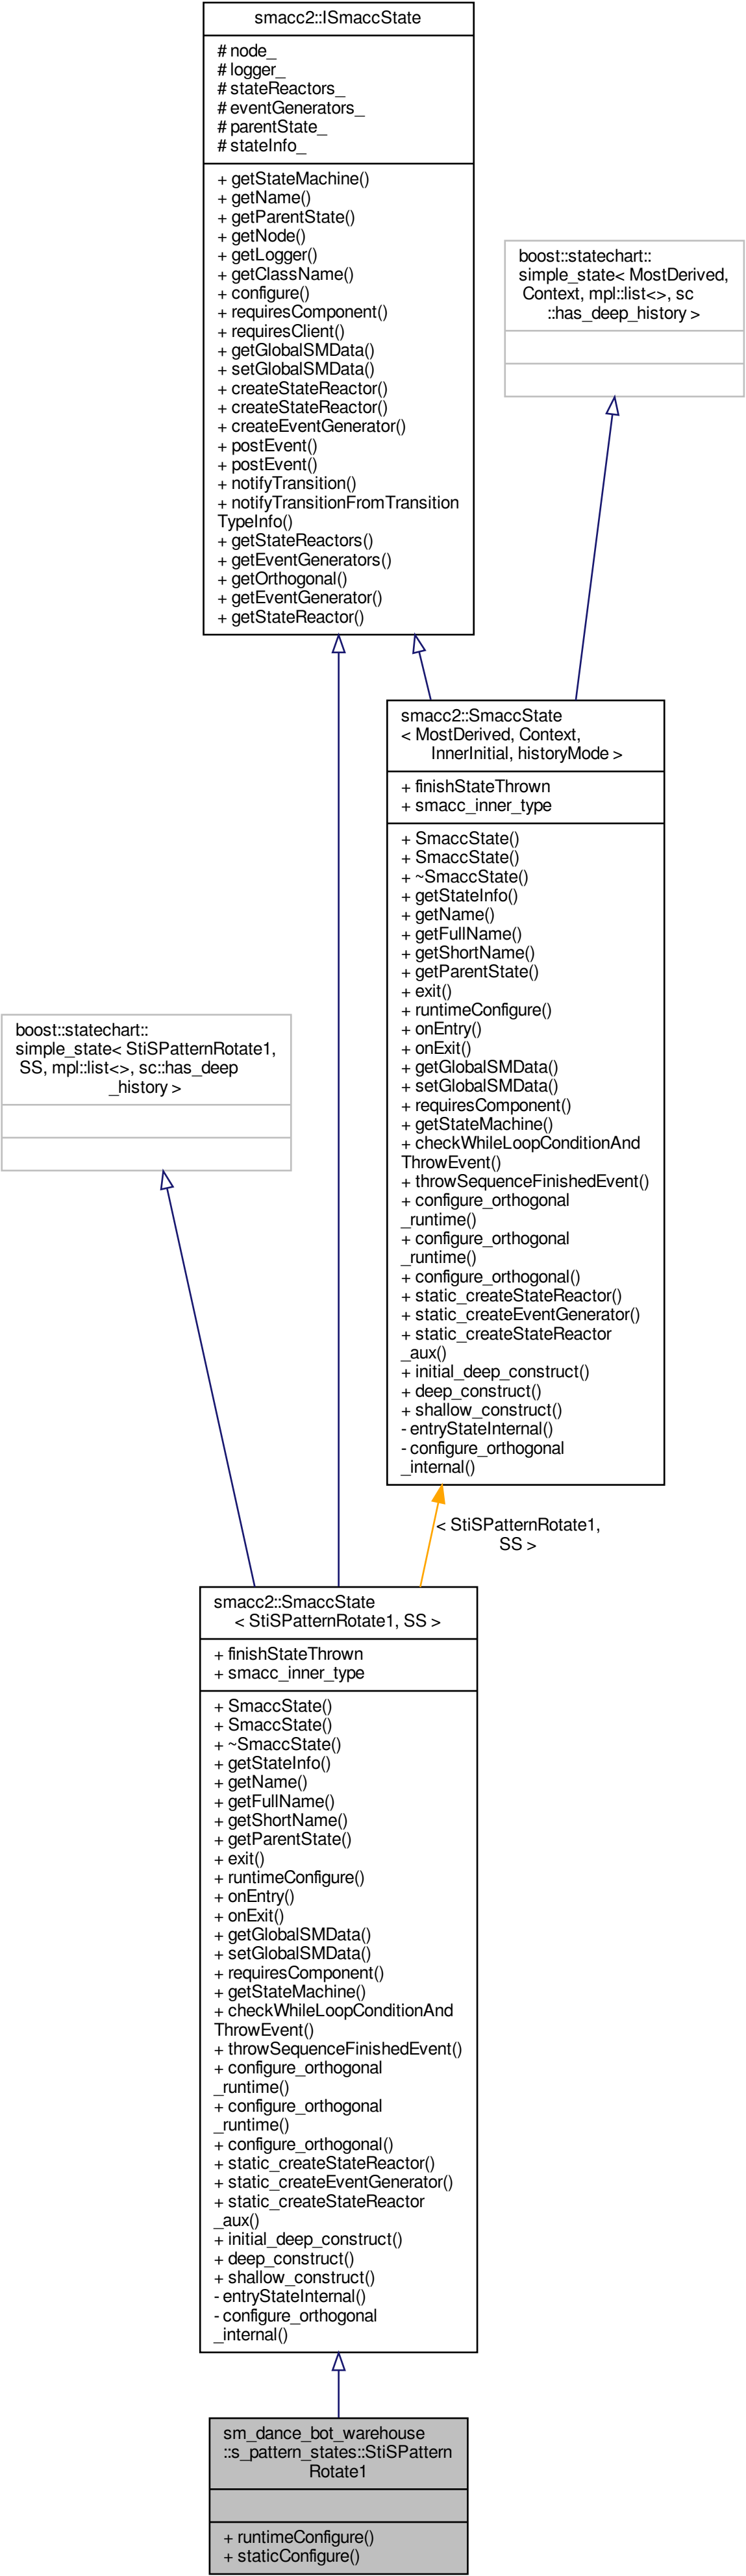 smacc2::ISmaccState
# node_
# logger_
# stateReactors_
# eventGenerators_
# parentState_
# stateInfo_
+ getStateMachine()
+ getName()
+ getParentState()
+ getNode()
+ getLogger()
+ getClassName()
+ configure()
+ requiresComponent()
+ requiresClient()
+ getGlobalSMData()
+ setGlobalSMData()
+ createStateReactor()
+ createStateReactor()
+ createEventGenerator()
+ postEvent()
+ postEvent()
+ notifyTransition()
+ notifyTransitionFromTransition
TypeInfo()
+ getStateReactors()
+ getEventGenerators()
+ getOrthogonal()
+ getEventGenerator()
+ getStateReactor()
boost::statechart::
simple_state< MostDerived,
Context, mpl::list<>, sc
::has_deep_history >
smacc2::SmaccState
< MostDerived, Context,
InnerInitial, historyMode >
+ finishStateThrown
+ smacc_inner_type
+ SmaccState()
+ SmaccState()
+ ~SmaccState()
+ getStateInfo()
+ getName()
+ getFullName()
+ getShortName()
+ getParentState()
+ exit()
+ runtimeConfigure()
+ onEntry()
+ onExit()
+ getGlobalSMData()
+ setGlobalSMData()
+ requiresComponent()
+ getStateMachine()
+ checkWhileLoopConditionAnd
ThrowEvent()
+ throwSequenceFinishedEvent()
+ configure_orthogonal
_runtime()
+ configure_orthogonal
_runtime()
+ configure_orthogonal()
+ static_createStateReactor()
+ static_createEventGenerator()
+ static_createStateReactor
_aux()
+ initial_deep_construct()
+ deep_construct()
+ shallow_construct()
- entryStateInternal()
- configure_orthogonal
_internal()
boost::statechart::
simple_state< StiSPatternRotate1,
SS, mpl::list<>, sc::has_deep
_history >
< StiSPatternRotate1,
SS >
smacc2::SmaccState
< StiSPatternRotate1, SS >
+ finishStateThrown
+ smacc_inner_type
+ SmaccState()
+ SmaccState()
+ ~SmaccState()
+ getStateInfo()
+ getName()
+ getFullName()
+ getShortName()
+ getParentState()
+ exit()
+ runtimeConfigure()
+ onEntry()
+ onExit()
+ getGlobalSMData()
+ setGlobalSMData()
+ requiresComponent()
+ getStateMachine()
+ checkWhileLoopConditionAnd
ThrowEvent()
+ throwSequenceFinishedEvent()
+ configure_orthogonal
_runtime()
+ configure_orthogonal
_runtime()
+ configure_orthogonal()
+ static_createStateReactor()
+ static_createEventGenerator()
+ static_createStateReactor
_aux()
+ initial_deep_construct()
+ deep_construct()
+ shallow_construct()
- entryStateInternal()
- configure_orthogonal
_internal()
sm_dance_bot_warehouse
::s_pattern_states::StiSPattern
Rotate1
+ runtimeConfigure()
+ staticConfigure()